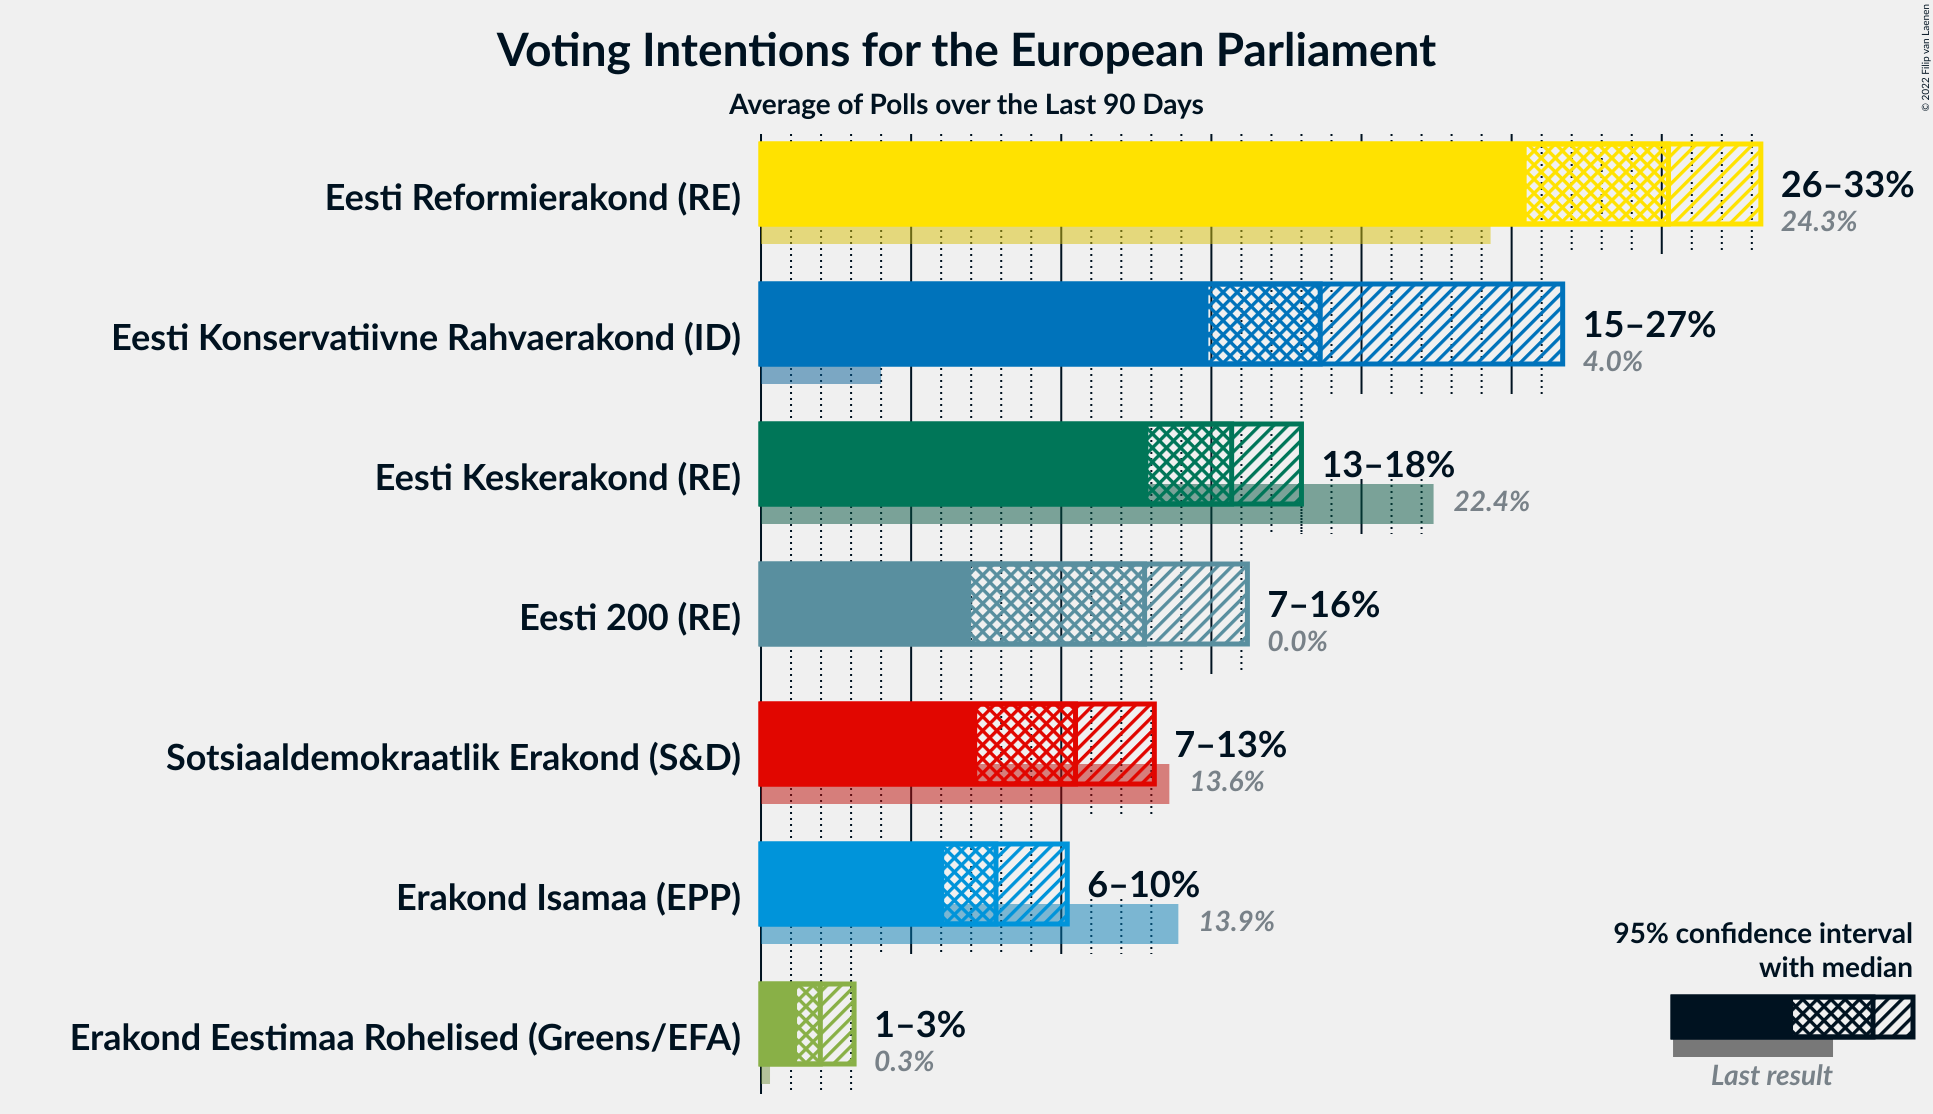 Voting Intentions for the European Parliament
Average of Polls over the Last 90 Days
© 2022 Filip van Laenen
Eesti Reformierakond (RE)
26–33%
24.3%
Eesti Konservatiivne Rahvaerakond (ID)
15–27%
4.0%
Eesti Keskerakond (RE)
13–18%
22.4%
Eesti 200 (RE)
7–16%
0.0%
Sotsiaaldemokraatlik Erakond (S&D)
7–13%
13.6%
Erakond Isamaa (EPP)
6–10%
13.9%
Erakond Eestimaa Rohelised (Greens/EFA)
1–3%
0.3%
95% confidence interval
with median
Last result